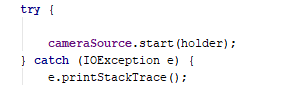 try {
cameraSource.start(holder);
} catch (IOException e) {
e.printStackTrace();